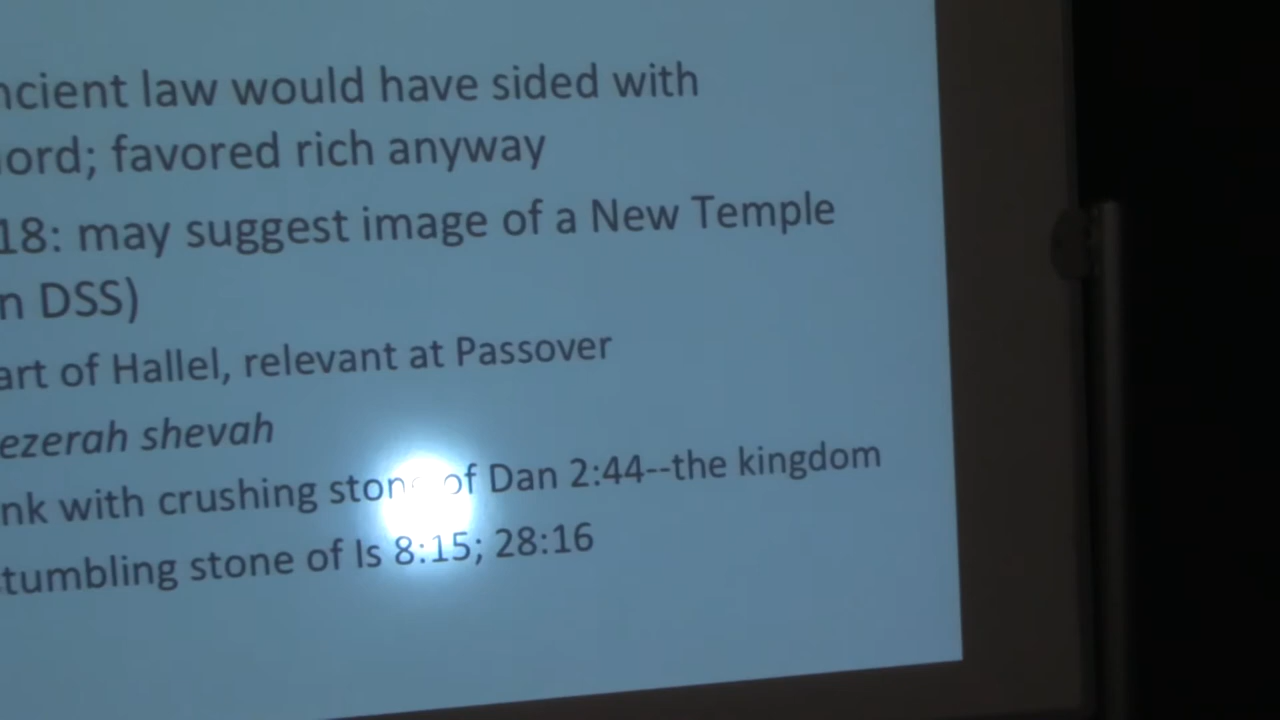 ncient law would have sided with
ord; favored rich anyway
18: may suggest image of a New Temple
n DSS)
art of Hallel, relevant at Passover
ezerah shevah
nk with crushing stone of Dan 2:44--the kingdom
tumbling stone of Is 8:15; 28:16